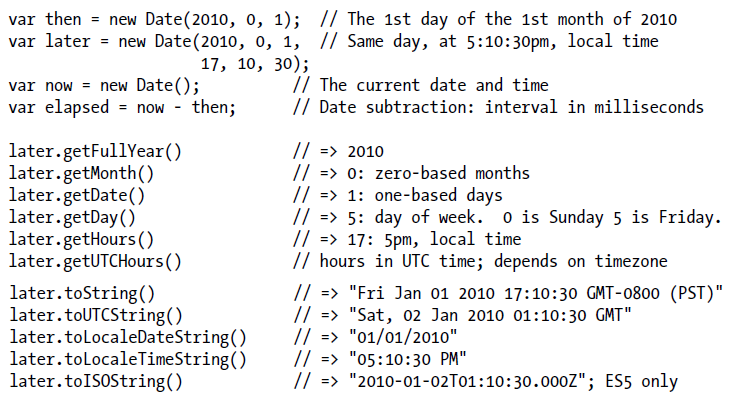 var then = new Date(2010, 0, 1);  // The 1st day of the 1st month of 2010
var later = new Date(2010, 0, 1,  // Same day, at 5:10:30pm, local time
                     17, 10, 30);
var now = new Date();          // The current date and time
var elapsed = now - then;      // Date subtraction: interval in milliseconds

later.getFullYear()            // => 2010
later.getMonth()               // => 0: zero-based months
later.getDate()                // => 1: one-based days
later.getDay()                 // => 5: day of week.  0 is Sunday 5 is Friday.
later.getHours()               // => 17: 5pm, local time
later.getUTCHours()            // hours in UTC time; depends on timezone
later.toString()               // => "Fri Jan 01 2010 17:10:30 GMT-0800 (PST)"
later.toUTCString()            // => "Sat, 02 Jan 2010 01:10:30 GMT"
later.toLocaleDateString()     // => "01/01/2010"
later.toLocaleTimeString()     // => "05:10:30 PM"
later.toISOString()            // => "2010-01-02T01:10:30.000Z"; ES5 only